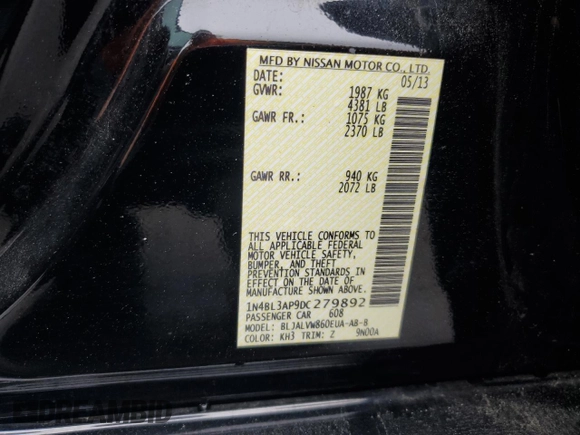 MFD BY NISSAN MOTOR CO., LTD.
DATE: 05/13
GVWR: 1987 KG
4381 LB
GAWR FR.: 1075 KG
2370 LB
GAWR RR.: 940 KG
2072 LB
THIS VEHICLE CONFORMS TO
ALL APPLICABLE FEDERAL
MOTOR VEHICLE SAFETY,
BUMPER, AND THEFT
PREVENTION STANDARDS IN
EFFECT ON THE DATE OF
MANUFACTURE SHOWN ABOVE.
1N4BL3AP9DC279892
PASSENGER CAR 608
MODEL: BLJALVW860EUA-AB-B
COLOR: KH3 TRIM: Z 9N00A